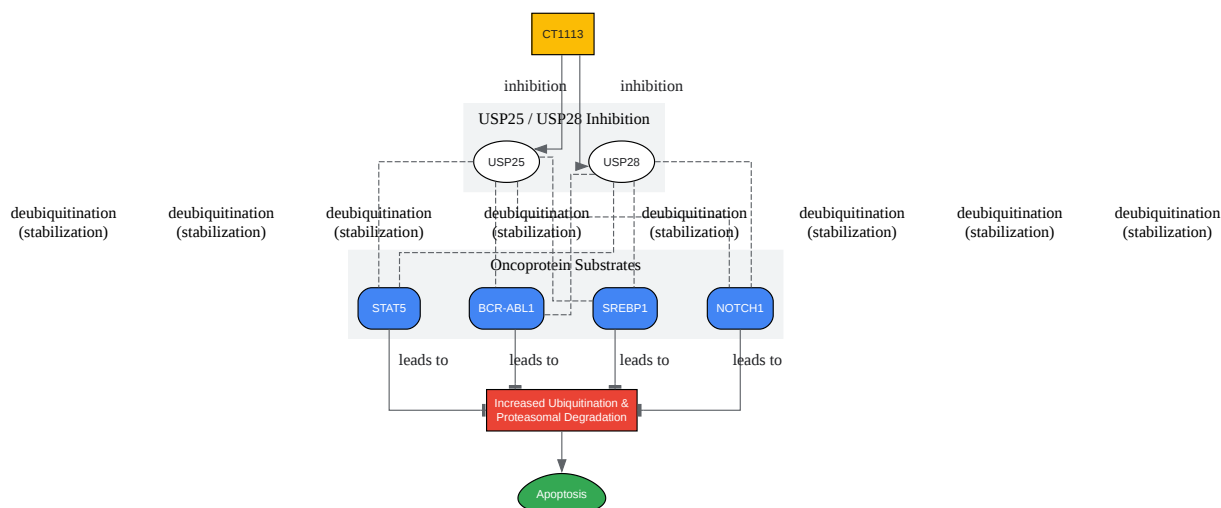 CT1113
inhibition inhibition
USP25 / USP28 Inhibition
USP25 USP28
deubiquitination deubiquitination deubiquitination deubiquitination deubiquitination deubiquitination deubiquitination deubiquitination
(stabilization) (stabilization) (stabilization) (stabilization) (stabilization) (stabilization) (stabilization) (stabilization)
Oncoprotein Substrates
STAT5 BCR-ABL1 SREBP1 NOTCH1
leads to leads to leads to leads to
Increased Ubiquitination &
Proteasomal Degradation
Apoptosis